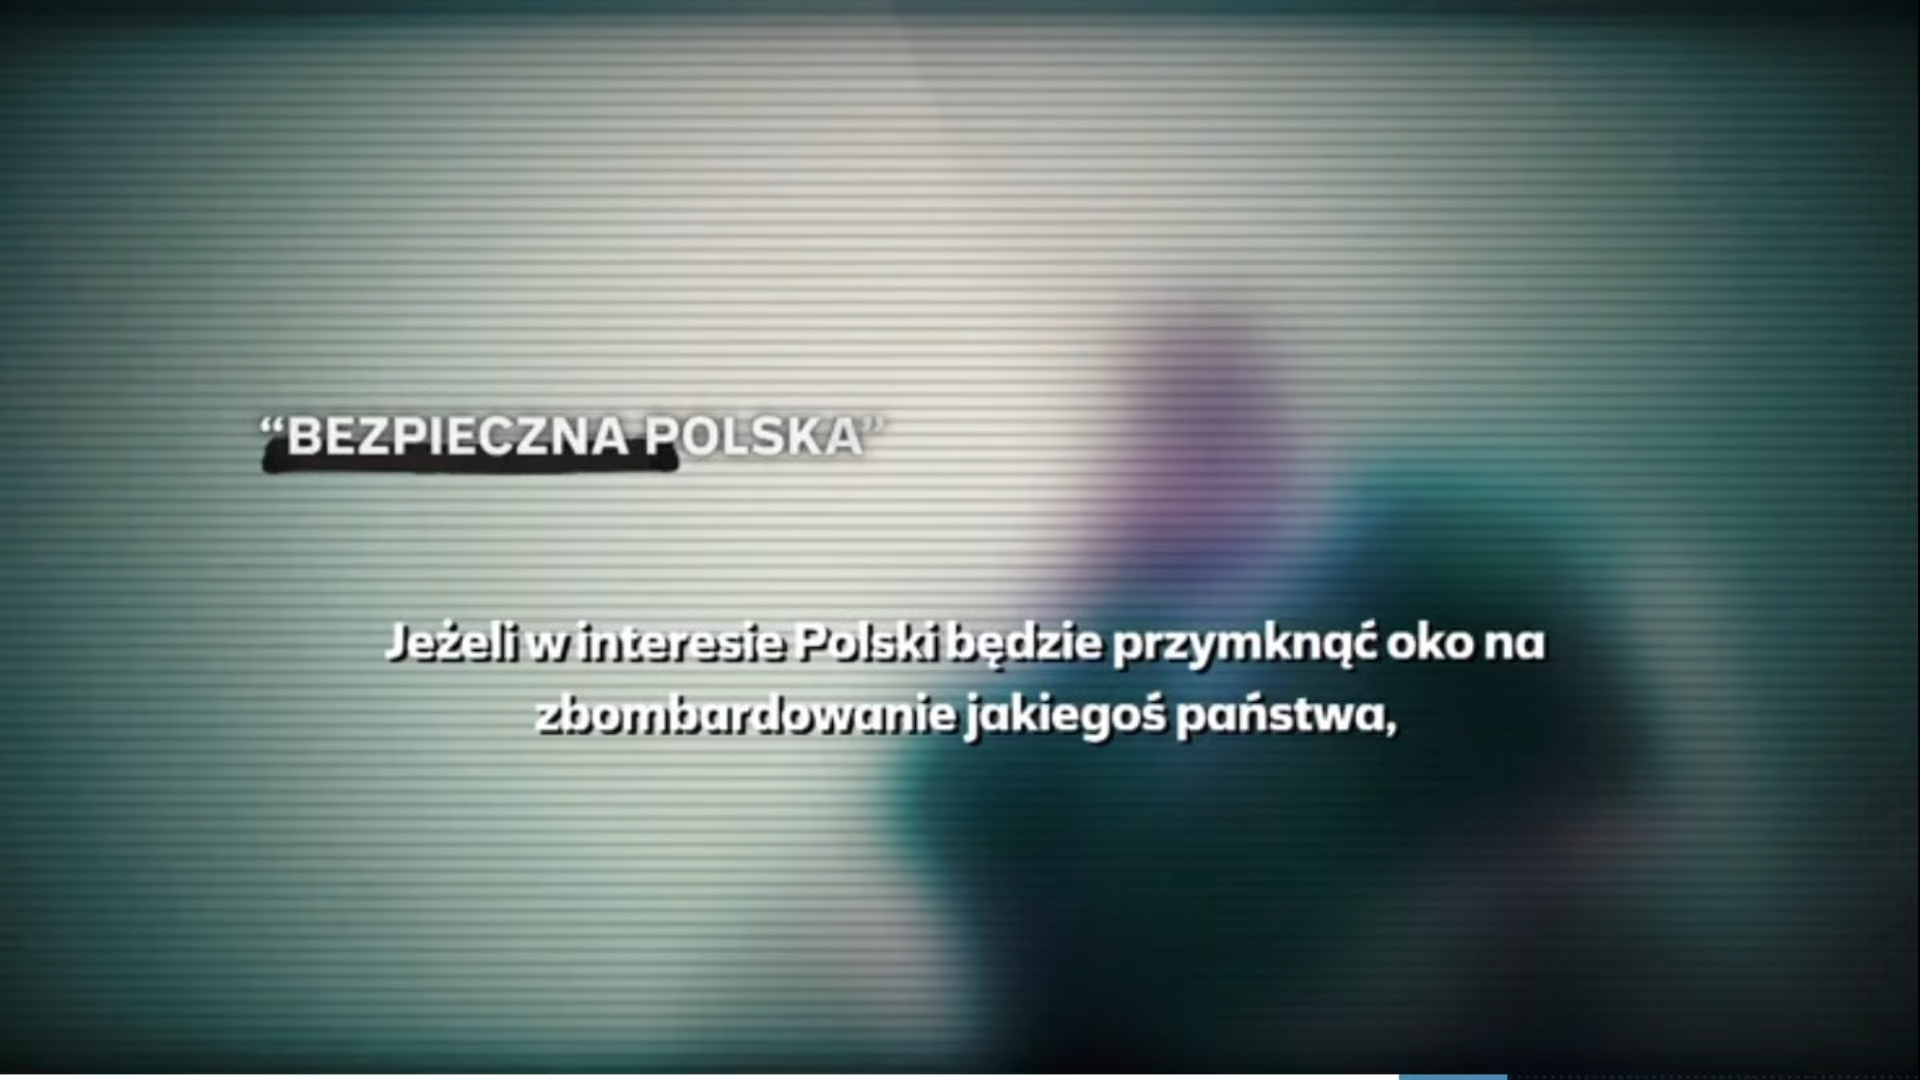 “BEZPIECZNA POLSKA”
Jeżeli w interesie Polski będzie przymknąć oko na
zbombardowanie jakiegoś państwa,